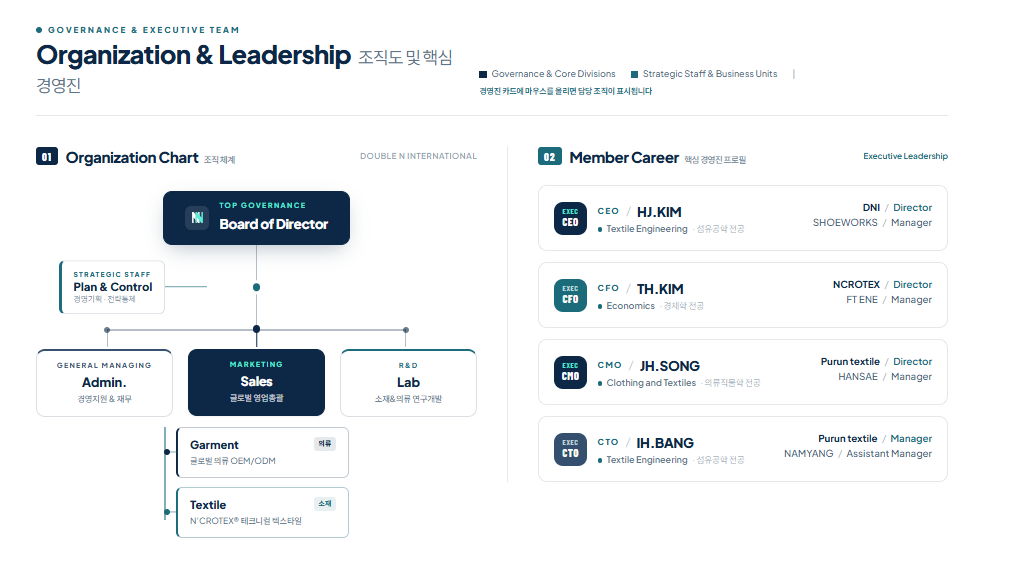 GOVERNANCE & EXECUTIVE TEAM
Organization & Leadership 조직도 및 핵심
경영진
Governance & Core Divisions
Strategic Staff & Business Units
경영진 카드에 마우스를 올리면 담당 조직이 표시됩니다
01 Organization Chart 조직 체계
DOUBLE N INTERNATIONAL
TOP GOVERNANCE
Board of Director
STRATEGIC STAFF
Plan & Control
경영기획 · 전략통제
GENERAL MANAGING
Admin.
경영지원 & 재무
MARKETING
Sales
글로벌 영업총괄
R&D
Lab
소재&의류 연구개발
Garment
의류
글로벌 의류 OEM/ODM
Textile
소재
N'CROTEX® 테크니컬 텍스타일
02 Member Career 핵심 경영진 프로필
Executive Leadership
EXEC
CEO
CEO / HJ.KIM
Textile Engineering · 섬유공학 전공
DNI / Director
SHOEWORKS / Manager
EXEC
CFO
CFO / TH.KIM
Economics · 경제학 전공
NCROTEX / Director
FT ENE / Manager
EXEC
CMO
CMO / JH.SONG
Clothing and Textiles · 의류직물학 전공
Purun textile / Director
HANSAE / Manager
EXEC
CTO
CTO / IH.BANG
Textile Engineering · 섬유공학 전공
Purun textile / Manager
NAMYANG / Assistant Manager